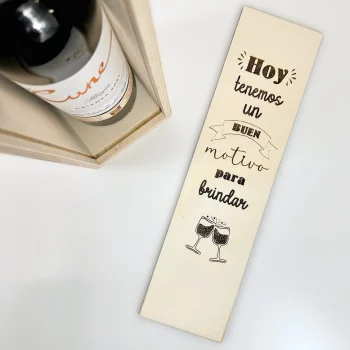 Cune
Hoy
tenemos
un
BUEN
motivo
para
brindar